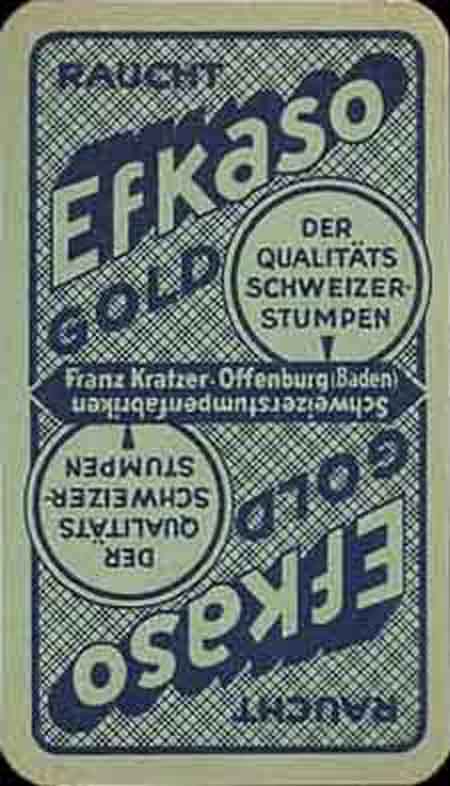 RAUCHT
Efkaso
GOLD
DER
QUALITÄTS
SCHWEIZER-
STUMPEN
Franz Kratzer-Offenburg (Baden)
Schweizerstumpenfabriken
GOLD
DER
QUALITÄTS
SCHWEIZER-
STUMPEN
Efkaso
RAUCHT